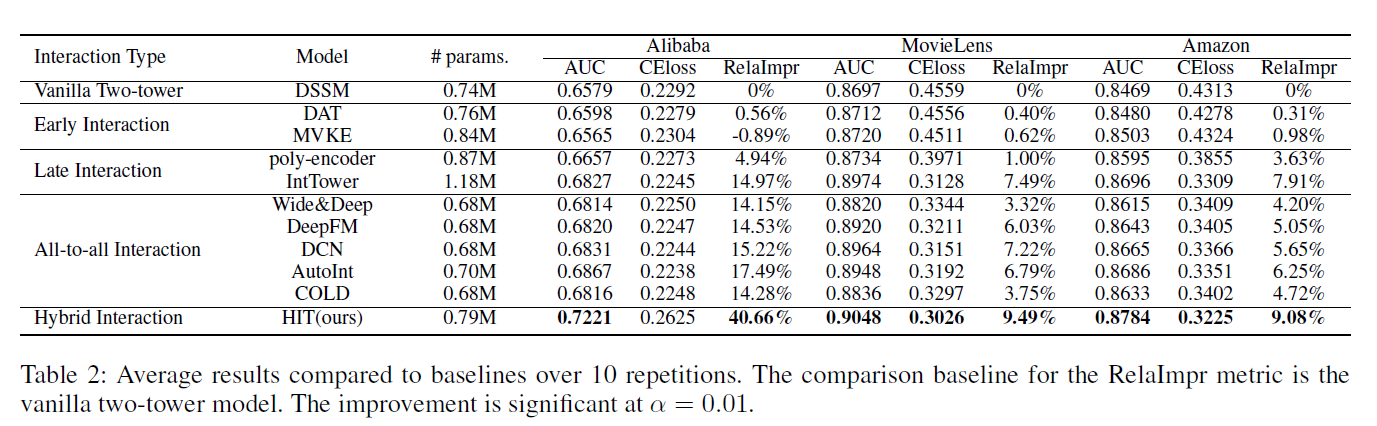 Interaction Type Model # params. Alibaba MovieLens Amazon
AUC CEloss RelaImpr AUC CEloss RelaImpr AUC CEloss RelaImpr
Vanilla Two-tower DSSM 0.74M 0.6579 0.2292 0% 0.8697 0.4559 0% 0.8469 0.4313 0%
Early Interaction DAT 0.76M 0.6598 0.2279 0.56% 0.8712 0.4556 0.40% 0.8480 0.4278 0.31%
MVKE 0.84M 0.6565 0.2304 -0.89% 0.8720 0.4511 0.62% 0.8503 0.4324 0.98%
Late Interaction poly-encoder 0.87M 0.6657 0.2273 4.94% 0.8734 0.3971 1.00% 0.8595 0.3855 3.63%
IntTower 1.18M 0.6827 0.2245 14.97% 0.8974 0.3128 7.49% 0.8696 0.3309 7.91%
All-to-all Interaction Wide&Deep 0.68M 0.6814 0.2250 14.15% 0.8820 0.3344 3.32% 0.8615 0.3409 4.20%
DeepFM 0.68M 0.6820 0.2247 14.53% 0.8920 0.3211 6.03% 0.8643 0.3405 5.05%
DCN 0.68M 0.6831 0.2244 15.22% 0.8964 0.3151 7.22% 0.8665 0.3366 5.65%
AutoInt 0.70M 0.6867 0.2238 17.49% 0.8948 0.3192 6.79% 0.8686 0.3351 6.25%
COLD 0.68M 0.6816 0.2248 14.28% 0.8836 0.3297 3.75% 0.8633 0.3402 4.72%
Hybrid Interaction HIT(ours) 0.79M 0.7221 0.2625 40.66% 0.9048 0.3026 9.49% 0.8784 0.3225 9.08%
Table 2: Average results compared to baselines over 10 repetitions. The comparison baseline for the RelaImpr metric is the
vanilla two-tower model. The improvement is significant at α = 0.01.